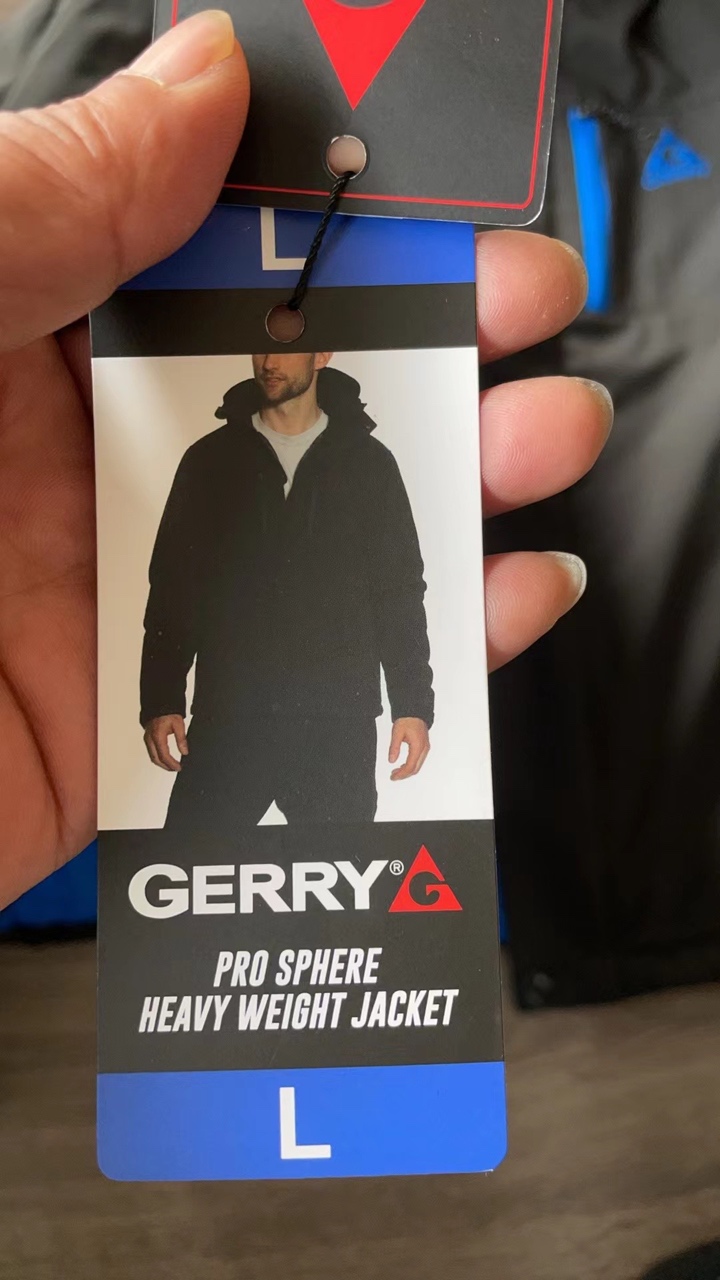 L
GERRY® G
PRO SPHERE
HEAVY WEIGHT JACKET
L